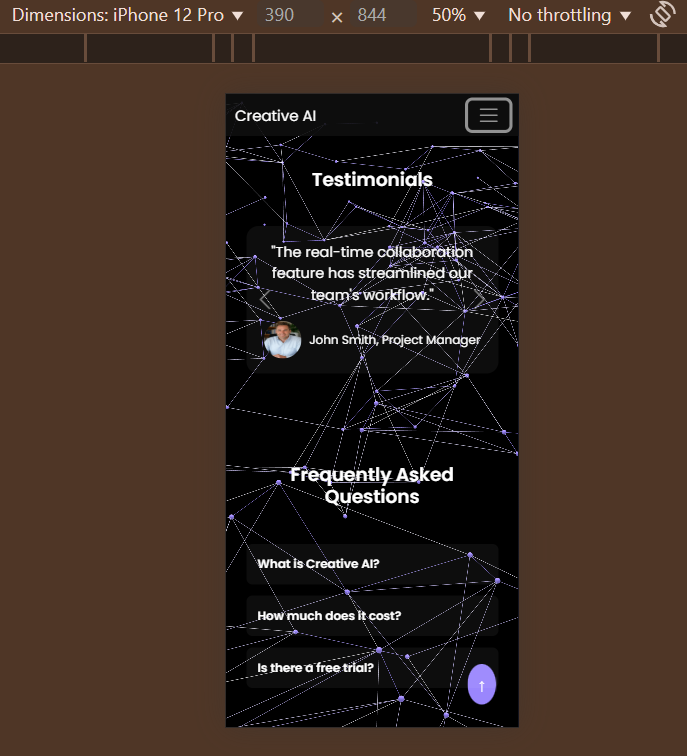 Dimensions: iPhone 12 Pro ▼ 390 × 844 50% ▼ No throttling ▼
Creative AI
Testimonials
"The real-time collaboration
feature has streamlined our
team's workflow."
John Smith, Project Manager
Frequently Asked
Questions
What is Creative AI?
How much does it cost?
Is there a free trial?
↑